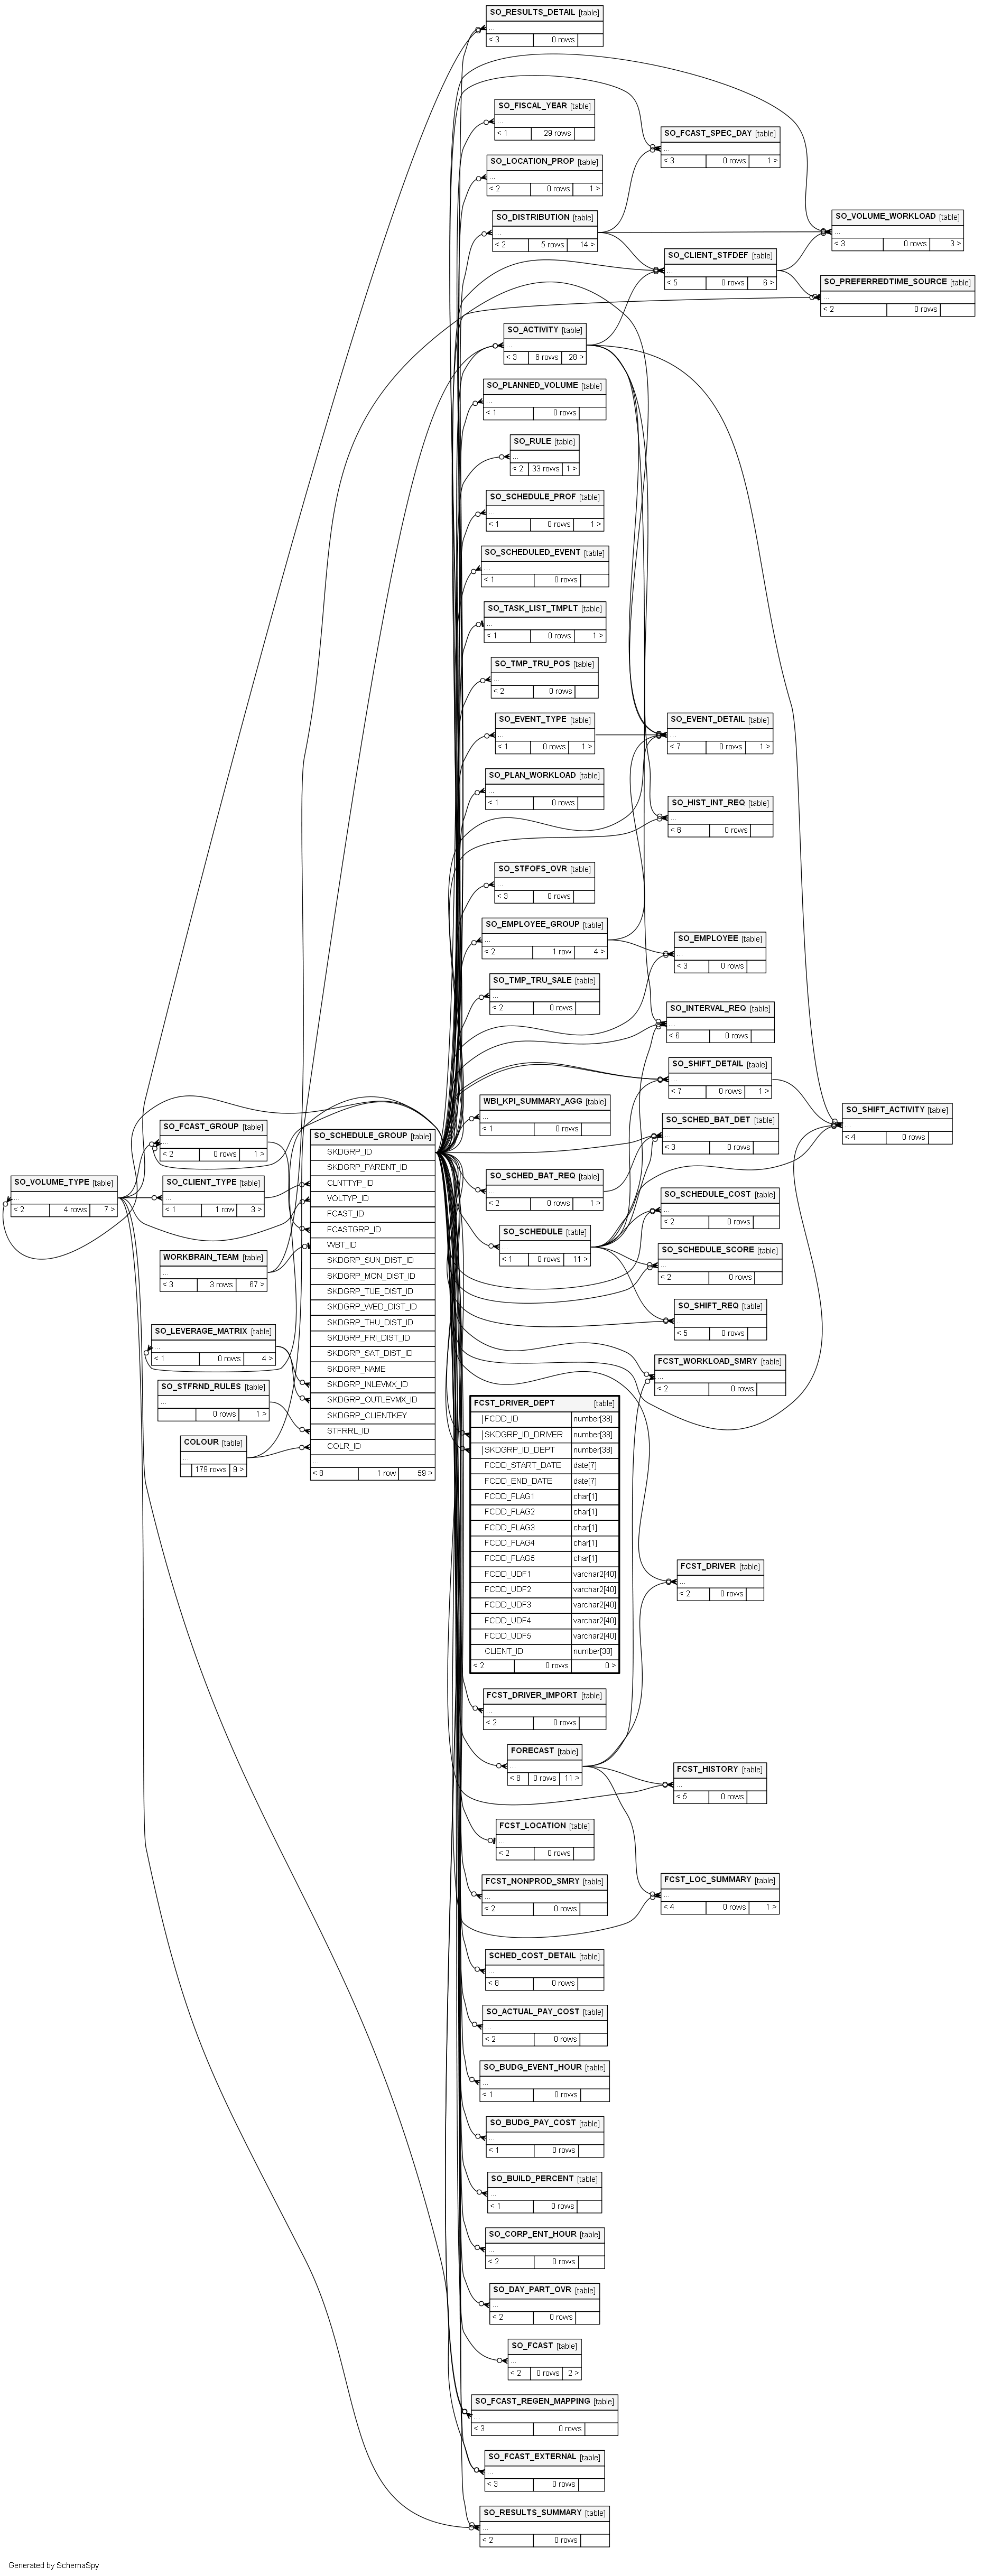 SO_RESULTS_DETAIL [table]
...
< 3 0 rows
SO_FISCAL_YEAR [table]
...
< 1 29 rows
SO_FCAST_SPEC_DAY [table]
...
< 3 0 rows 1 >
SO_LOCATION_PROP [table]
...
< 2 0 rows 1 >
SO_DISTRIBUTION [table]
...
< 2 5 rows 14 >
SO_VOLUME_WORKLOAD [table]
...
< 3 0 rows 3 >
SO_CLIENT_STFDEF [table]
...
< 5 0 rows 6 >
SO_PREFERREDTIME_SOURCE [table]
...
< 2 0 rows
SO_ACTIVITY [table]
...
< 3 6 rows 28 >
SO_PLANNED_VOLUME [table]
...
< 1 0 rows
SO_RULE [table]
...
< 2 33 rows 1 >
SO_SCHEDULE_PROF [table]
...
< 1 0 rows 1 >
SO_SCHEDULED_EVENT [table]
...
< 1 0 rows
SO_TASK_LIST_TMPLT [table]
...
< 1 0 rows 1 >
SO_TMP_TRU_POS [table]
...
< 2 0 rows
SO_EVENT_TYPE [table]
...
< 1 0 rows 1 >
SO_EVENT_DETAIL [table]
...
< 7 0 rows 1 >
SO_PLAN_WORKLOAD [table]
...
< 1 0 rows
SO_HIST_INT_REQ [table]
...
< 6 0 rows
SO_STFOFS_OVR [table]
...
< 3 0 rows
SO_EMPLOYEE_GROUP [table]
...
< 2 1 row 4 >
SO_EMPLOYEE [table]
...
< 3 0 rows
SO_TMP_TRU_SALE [table]
...
< 2 0 rows
SO_INTERVAL_REQ [table]
...
< 6 0 rows
SO_SHIFT_DETAIL [table]
...
< 7 0 rows 1 >
WBI_KPI_SUMMARY_AGG [table]
...
< 1 0 rows
SO_SHIFT_ACTIVITY [table]
...
< 4 0 rows
SO_SCHED_BAT_DET [table]
...
< 3 0 rows
SO_FCAST_GROUP [table]
...
< 2 0 rows 1 >
SO_VOLUME_TYPE [table]
...
< 2 4 rows 7 >
SO_CLIENT_TYPE [table]
...
< 1 1 row 3 >
WORKBRAIN_TEAM [table]
...
< 3 3 rows 67 >
SO_LEVERAGE_MATRIX [table]
...
< 1 0 rows 4 >
SO_STFRND_RULES [table]
...
0 rows 1 >
COLOUR [table]
...
179 rows 9 >
SO_SCHEDULE_GROUP [table]
SKDGRP_ID
SKDGRP_PARENT_ID
CLNTTYP_ID
VOLTYP_ID
FCAST_ID
FCASTGRP_ID
WBT_ID
SKDGRP_SUN_DIST_ID
SKDGRP_MON_DIST_ID
SKDGRP_TUE_DIST_ID
SKDGRP_WED_DIST_ID
SKDGRP_THU_DIST_ID
SKDGRP_FRI_DIST_ID
SKDGRP_SAT_DIST_ID
SKDGRP_NAME
SKDGRP_INLEVMX_ID
SKDGRP_OUTLEVMX_ID
SKDGRP_CLIENTKEY
STFRRL_ID
COLR_ID
...
< 8 1 row 59 >
SO_SCHED_BAT_REQ [table]
...
< 2 0 rows 1 >
SO_SCHEDULE_COST [table]
...
< 2 0 rows
SO_SCHEDULE [table]
...
< 1 0 rows 11 >
SO_SCHEDULE_SCORE [table]
...
< 2 0 rows
SO_SHIFT_REQ [table]
...
< 5 0 rows
FCST_WORKLOAD_SMRY [table]
...
< 2 0 rows
FCST_DRIVER_DEPT [table]
FCDD_ID number[38]
SKDGRP_ID_DRIVER number[38]
SKDGRP_ID_DEPT number[38]
FCDD_START_DATE date[7]
FCDD_END_DATE date[7]
FCDD_FLAG1 char[1]
FCDD_FLAG2 char[1]
FCDD_FLAG3 char[1]
FCDD_FLAG4 char[1]
FCDD_FLAG5 char[1]
FCDD_UDF1 varchar2[40]
FCDD_UDF2 varchar2[40]
FCDD_UDF3 varchar2[40]
FCDD_UDF4 varchar2[40]
FCDD_UDF5 varchar2[40]
CLIENT_ID number[38]
< 2 0 rows 0 >
FCST_DRIVER [table]
...
< 2 0 rows
FCST_DRIVER_IMPORT [table]
...
< 2 0 rows
FORECAST [table]
...
< 8 0 rows 11 >
FCST_HISTORY [table]
...
< 5 0 rows
FCST_LOCATION [table]
...
< 2 0 rows
FCST_NONPROD_SMRY [table]
...
< 2 0 rows
FCST_LOC_SUMMARY [table]
...
< 4 0 rows 1 >
SCHED_COST_DETAIL [table]
...
< 8 0 rows
SO_ACTUAL_PAY_COST [table]
...
< 2 0 rows
SO_BUDG_EVENT_HOUR [table]
...
< 1 0 rows
SO_BUDG_PAY_COST [table]
...
< 1 0 rows
SO_BUILD_PERCENT [table]
...
< 1 0 rows
SO_CORP_ENT_HOUR [table]
...
< 2 0 rows
SO_DAY_PART_OVR [table]
...
< 2 0 rows
SO_FCAST [table]
...
< 2 0 rows 2 >
SO_FCAST_REGEN_MAPPING [table]
...
< 3 0 rows
SO_FCAST_EXTERNAL [table]
...
< 3 0 rows
SO_RESULTS_SUMMARY [table]
...
< 2 0 rows
Generated by SchemaSpy